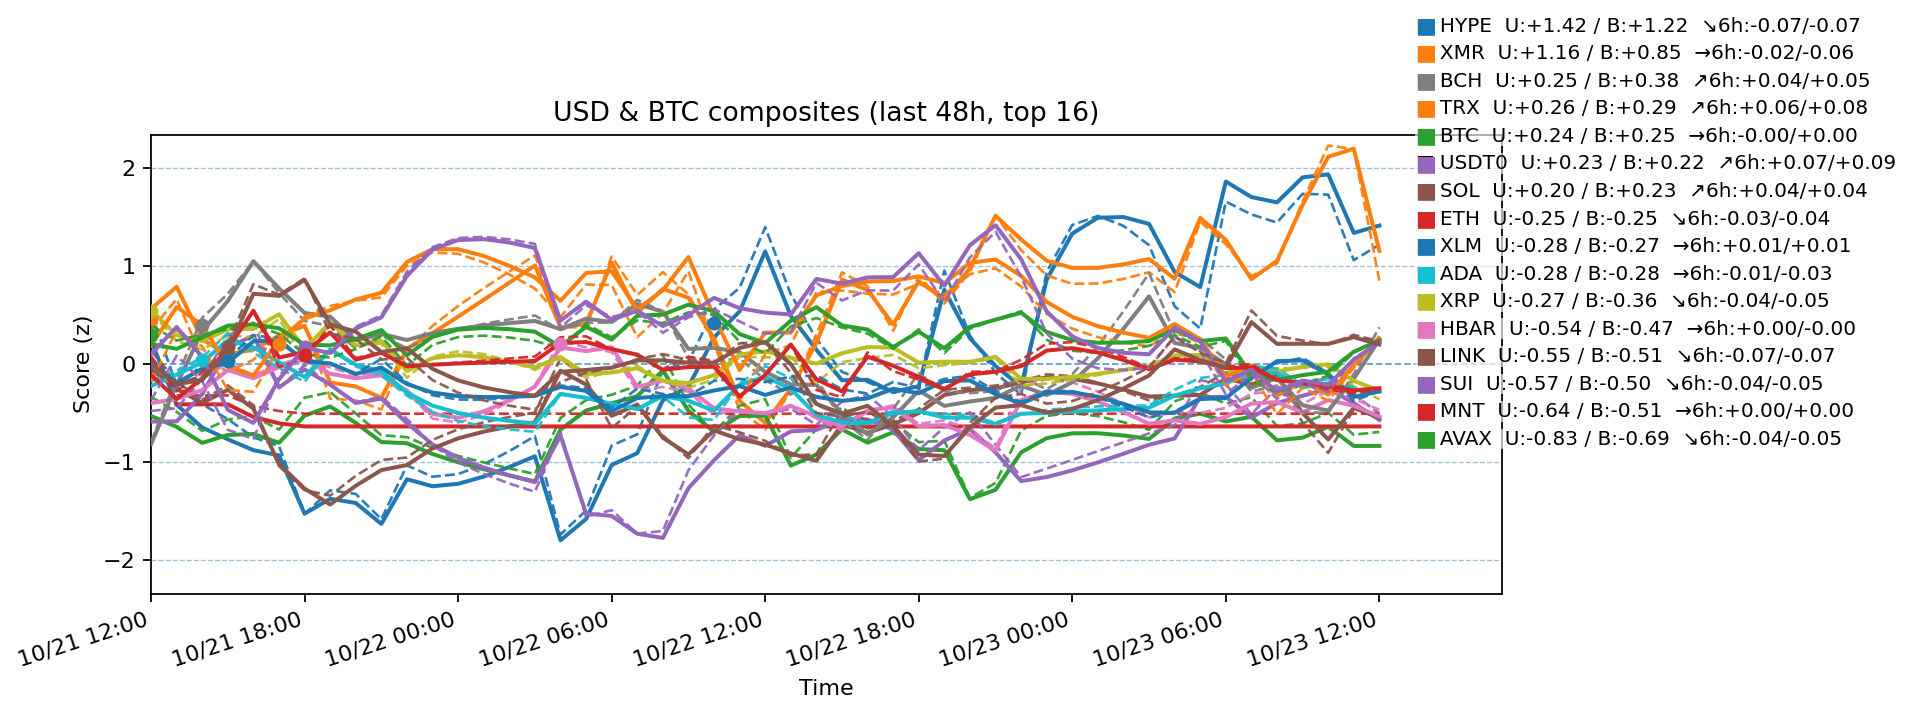 HYPE  U:+1.42 / B:+1.22  ↘6h:-0.07/-0.07
XMR  U:+1.16 / B:+0.85  →6h:-0.02/-0.06
BCH  U:+0.25 / B:+0.38  ↗6h:+0.04/+0.05
TRX  U:+0.26 / B:+0.29  ↗6h:+0.06/+0.08
BTC  U:+0.24 / B:+0.25  →6h:-0.00/+0.00
USDT0  U:+0.23 / B:+0.22  ↗6h:+0.07/+0.09
SOL  U:+0.20 / B:+0.23  ↗6h:+0.04/+0.04
ETH  U:-0.25 / B:-0.25  ↘6h:-0.03/-0.04
XLM  U:-0.28 / B:-0.27  →6h:+0.01/+0.01
ADA  U:-0.28 / B:-0.28  →6h:-0.01/-0.03
XRP  U:-0.27 / B:-0.36  ↘6h:-0.04/-0.05
HBAR  U:-0.54 / B:-0.47  →6h:+0.00/-0.00
LINK  U:-0.55 / B:-0.51  ↘6h:-0.07/-0.07
SUI  U:-0.57 / B:-0.50  ↘6h:-0.04/-0.05
MNT  U:-0.64 / B:-0.51  →6h:+0.00/+0.00
AVAX  U:-0.83 / B:-0.69  ↘6h:-0.04/-0.05
USD & BTC composites (last 48h, top 16)
Score (z)
2
1
0
−1
−2
10/21 12:00
10/21 18:00
10/22 00:00
10/22 06:00
10/22 12:00
10/22 18:00
10/23 00:00
10/23 06:00
10/23 12:00
Time